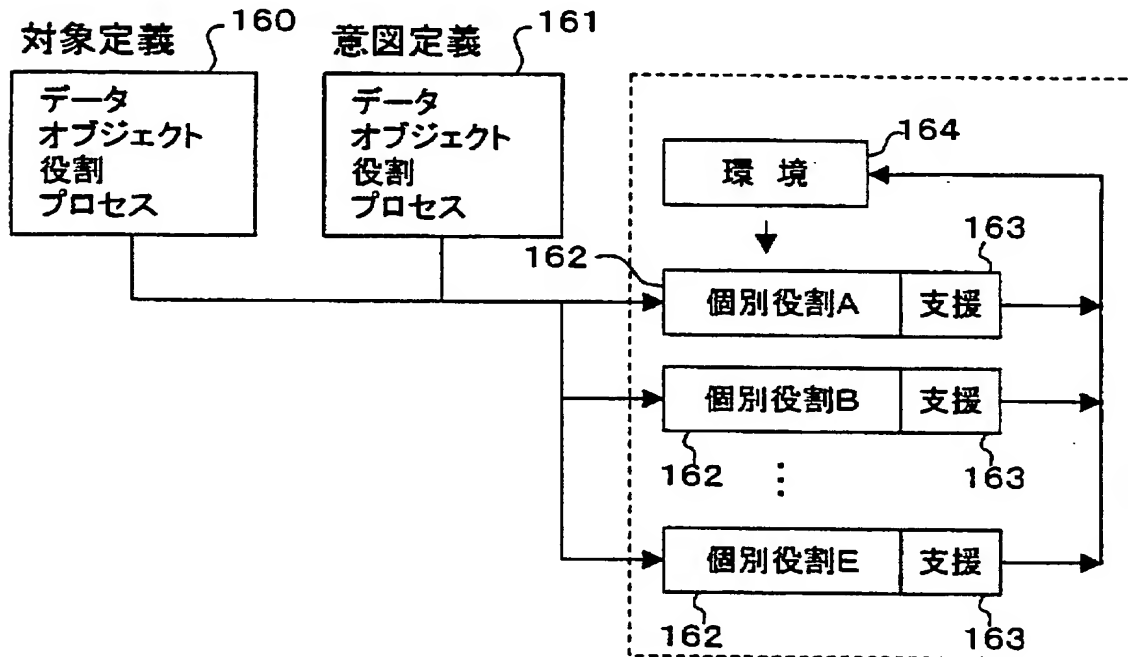 対象定義
160
データ
オブジェクト
役割
プロセス
意図定義
161
データ
オブジェクト
役割
プロセス
164
環境
162
163
個別役割A
支援
個別役割B
支援
162
163
⋮
個別役割E
支援
162
163